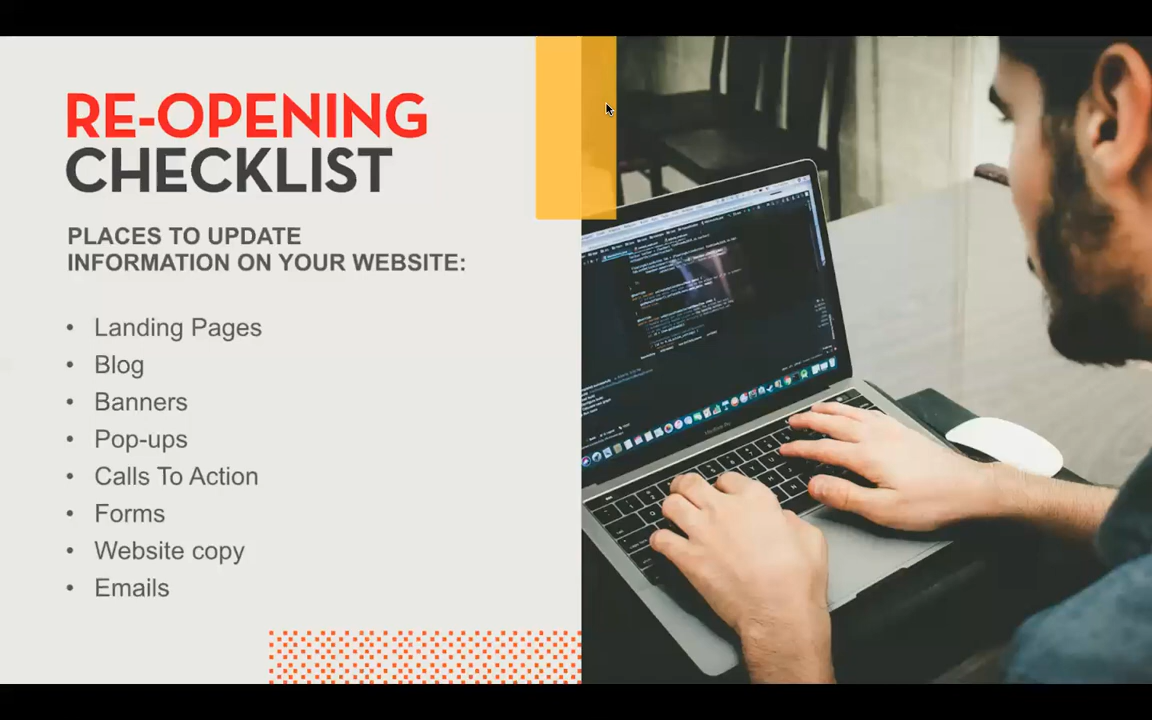 RE-OPENING
CHECKLIST
PLACES TO UPDATE
INFORMATION ON YOUR WEBSITE:
• Landing Pages
• Blog
• Banners
• Pop-ups
• Calls To Action
• Forms
• Website copy
• Emails